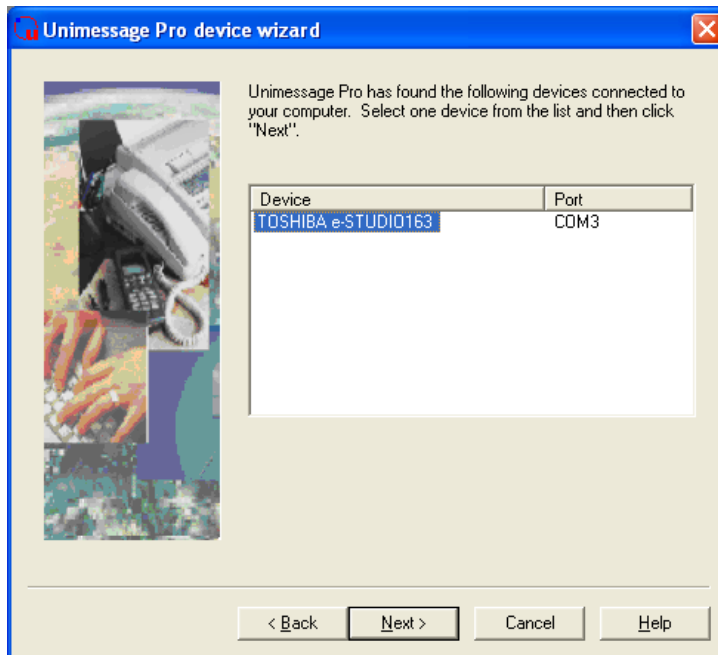 Unimessage Pro device wizard
Unimessage Pro has found the following devices connected to
your computer. Select one device from the list and then click
"Next".
Device Port
TOSHIBA e-STUDIO163 COM3
< Back Next > Cancel Help